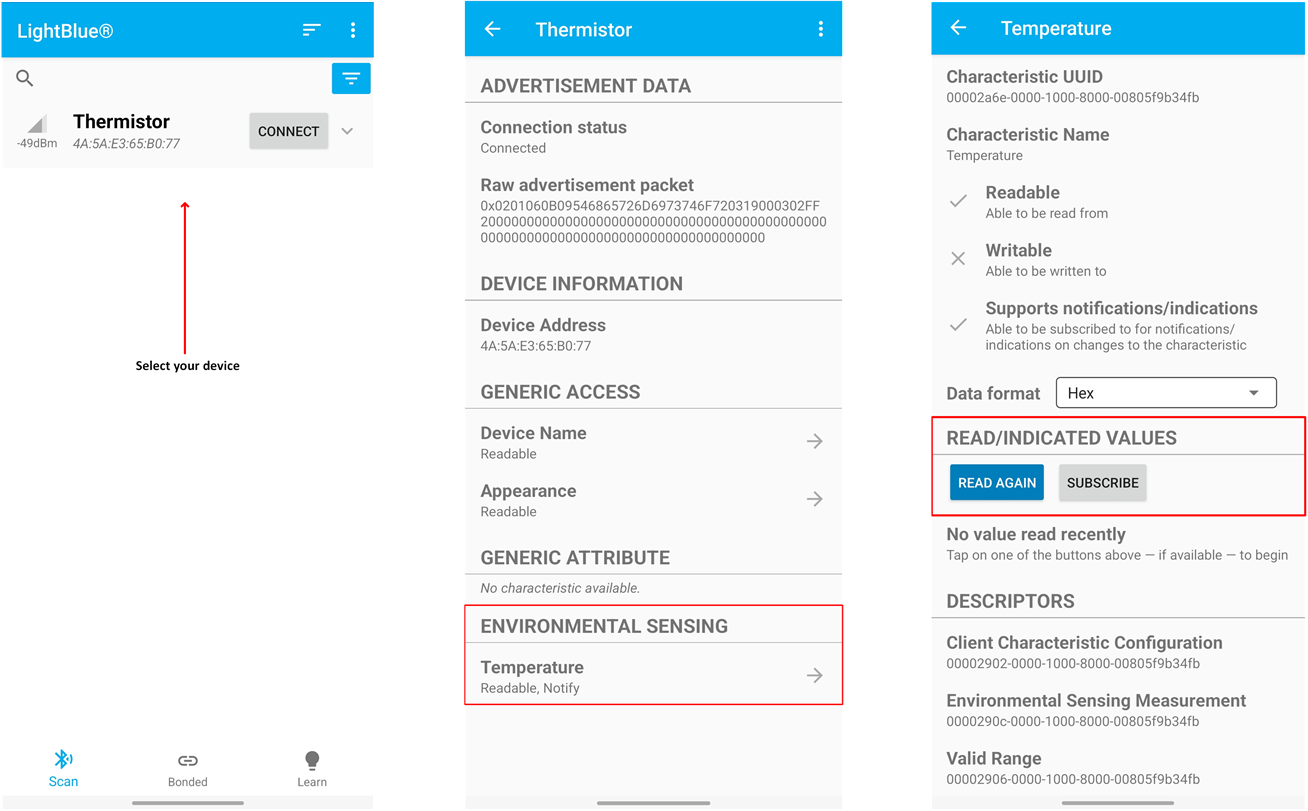 LightBlue®
Thermistor
CONNECT
-49dBm
4A:5A:E3:65:B0:77
Select your device
Scan
Bonded
Learn
Thermistor
ADVERTISEMENT DATA
Connection status
Connected
Raw advertisement packet
0x0201060B09546865726D6973746F720319000302FF
20000000000000000000000000000000000000000000
000000000000000000000000000000000000
DEVICE INFORMATION
Device Address
4A:5A:E3:65:B0:77
GENERIC ACCESS
Device Name
Readable
Appearance
Readable
GENERIC ATTRIBUTE
No characteristic available.
ENVIRONMENTAL SENSING
Temperature
Readable, Notify
Temperature
Characteristic UUID
00002a6e-0000-1000-8000-00805f9b34fb
Characteristic Name
Temperature
Readable
Able to be read from
Writable
Able to be written to
Supports notifications/indications
Able to be subscribed to for notifications/
indications on changes to the characteristic
Data format Hex
READ/INDICATED VALUES
READ AGAIN SUBSCRIBE
No value read recently
Tap on one of the buttons above — if available — to begin
DESCRIPTORS
Client Characteristic Configuration
00002902-0000-1000-8000-00805f9b34fb
Environmental Sensing Measurement
0000290c-0000-1000-8000-00805f9b34fb
Valid Range
00002906-0000-1000-8000-00805f9b34fb